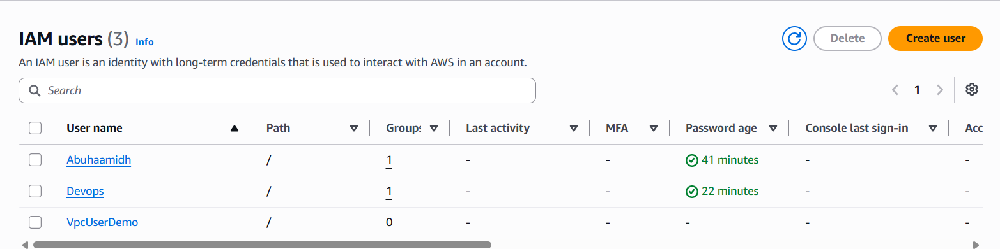 IAM users (3) Info
Delete
Create user
An IAM user is an identity with long-term credentials that is used to interact with AWS in an account.
Search
1
User name Path Groups Last activity MFA Password age Console last sign-in Acc
Abuhaamidh / 1 - - 41 minutes - -
Devops / 1 - - 22 minutes - -
VpcUserDemo / 0 - - - - -